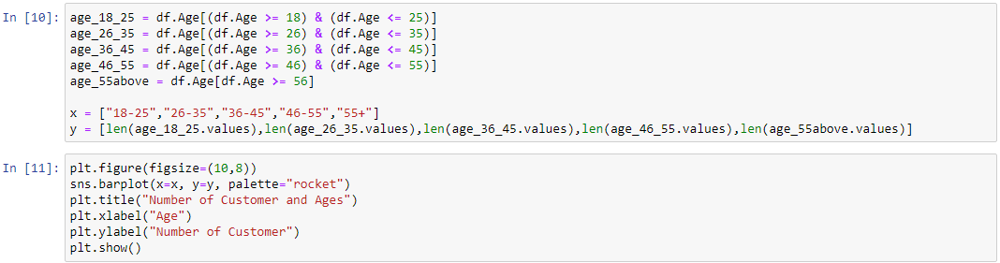 In [10]: age_18_25 = df.Age[(df.Age >= 18) & (df.Age <= 25)]
age_26_35 = df.Age[(df.Age >= 26) & (df.Age <= 35)]
age_36_45 = df.Age[(df.Age >= 36) & (df.Age <= 45)]
age_46_55 = df.Age[(df.Age >= 46) & (df.Age <= 55)]
age_55above = df.Age[df.Age >= 56]
x = ["18-25","26-35","36-45","46-55","55+"]
y = [len(age_18_25.values),len(age_26_35.values),len(age_36_45.values),len(age_46_55.values),len(age_55above.values)]
In [11]: plt.figure(figsize=(10,8))
sns.barplot(x=x, y=y, palette="rocket")
plt.title("Number of Customer and Ages")
plt.xlabel("Age")
plt.ylabel("Number of Customer")
plt.show()